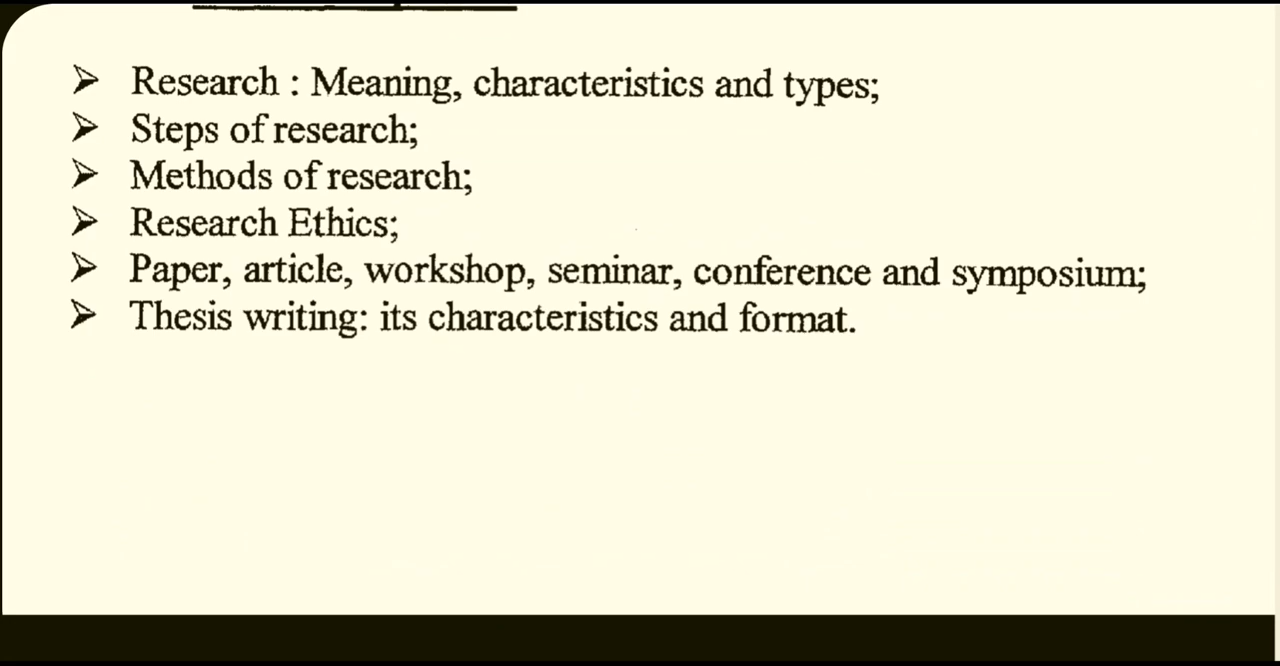 ➢ Research : Meaning, characteristics and types;
➢ Steps of research;
➢ Methods of research;
➢ Research Ethics;
➢ Paper, article, workshop, seminar, conference and symposium;
➢ Thesis writing: its characteristics and format.